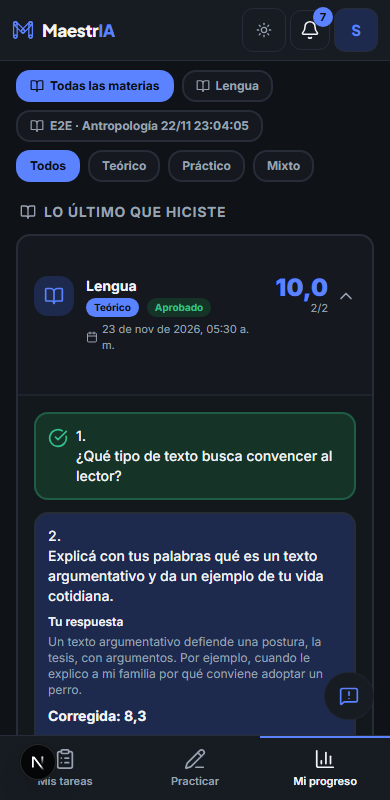 MaestrIA
7
S
Todas las materias
Lengua
E2E · Antropología 22/11 23:04:05
Todos
Teórico
Práctico
Mixto
LO ÚLTIMO QUE HICISTE
Lengua
10,0
Teórico
Aprobado
2/2
23 de nov de 2026, 05:30 a.
m.
1.
¿Qué tipo de texto busca convencer al
lector?
2.
Explicá con tus palabras qué es un texto
argumentativo y da un ejemplo de tu vida
cotidiana.
Tu respuesta
Un texto argumentativo defiende una postura, la
tesis, con argumentos. Por ejemplo, cuando le
explico a mi familia por qué conviene adoptar un
perro.
Corregida: 8,3
N
Mis tareas
Practicar
Mi progreso